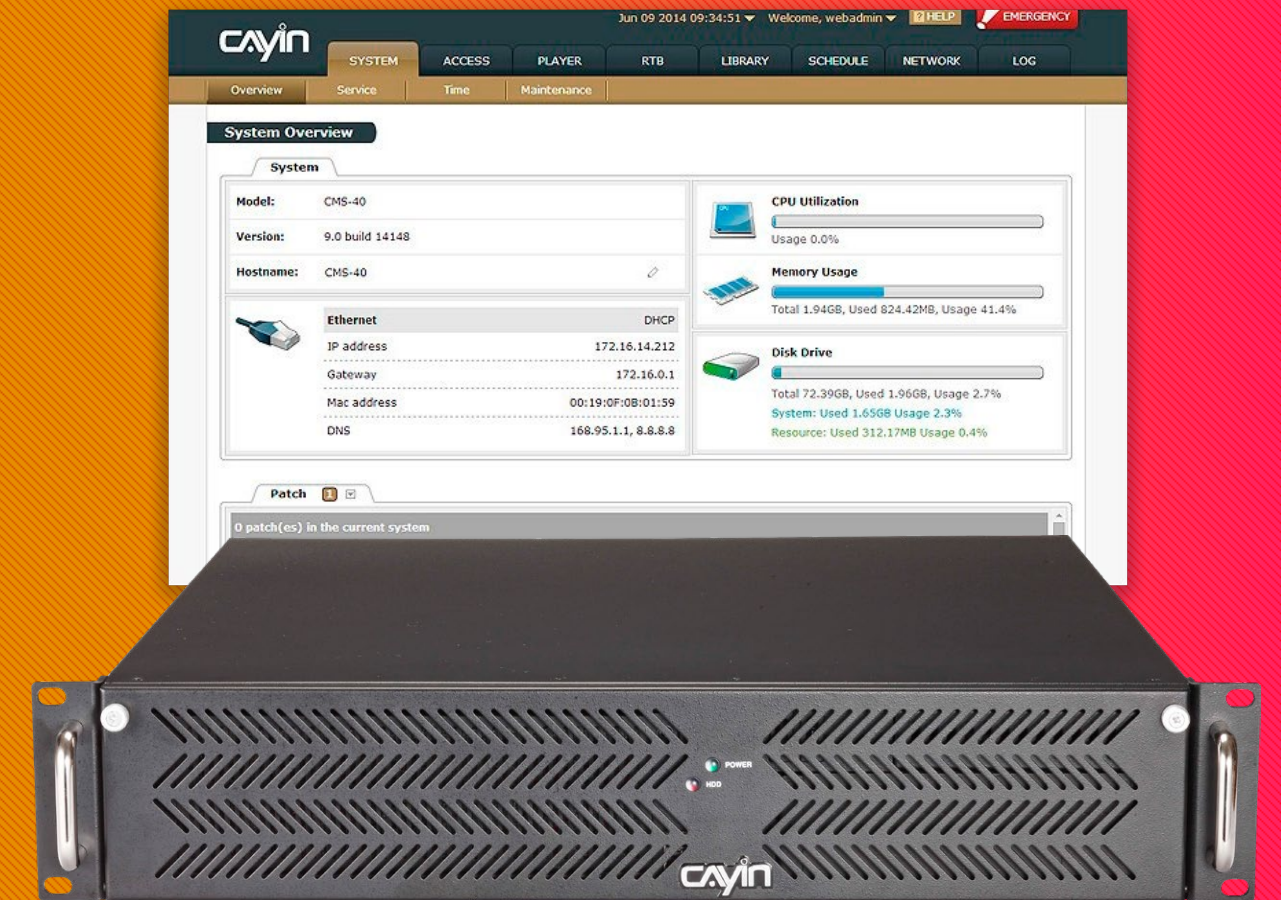 Jun 09 2014 09:34:51 Welcome, webadmin ? HELP EMERGENCY
CAYIN
SYSTEM ACCESS PLAYER RTB LIBRARY SCHEDULE NETWORK LOG
Overview Service Time Maintenance
System Overview
System
Model: CMS-40
Version: 9.0 build 14148
Hostname: CMS-40
Ethernet DHCP
IP address 172.16.14.212
Gateway 172.16.0.1
Mac address 00:19:0F:0B:01:59
DNS 168.95.1.1, 8.8.8.8
CPU
CPU Utilization
Usage 0.0%
Memory Usage
Total 1.94GB, Used 824.42MB, Usage 41.4%
Disk Drive
Total 72.39GB, Used 1.96GB, Usage 2.7%
System: Used 1.65GB Usage 2.3%
Resource: Used 312.17MB Usage 0.4%
Patch 1
0 patch(es) in the current system
POWER
HDD
CAYIN